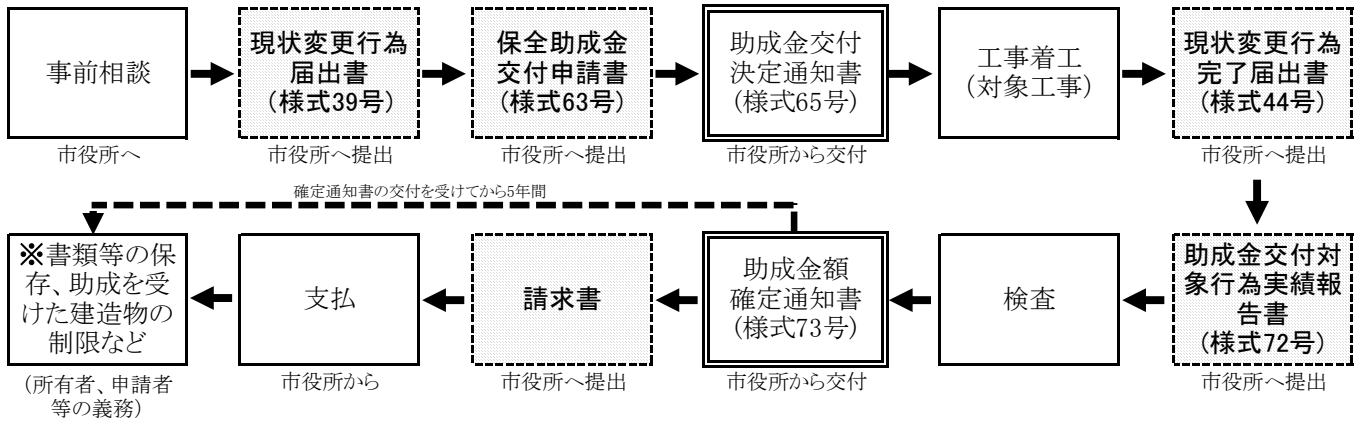 事前相談
市役所へ
現状変更行為
届出書
(様式39号)
市役所へ提出
保全助成金
交付申請書
(様式63号)
市役所へ提出
助成金交付
決定通知書
(様式65号)
市役所から交付
工事着工
(対象工事)
現状変更行為
完了届出書
(様式44号)
市役所へ提出
確定通知書の交付を受けてから5年間
※書類等の保
存、助成を受
けた建造物の
制限など
(所有者、申請者
等の義務)
支払
市役所から
請求書
市役所へ提出
助成金額
確定通知書
(様式73号)
市役所から交付
検査
助成金交付対
象行為実績報
告書
(様式72号)
市役所へ提出